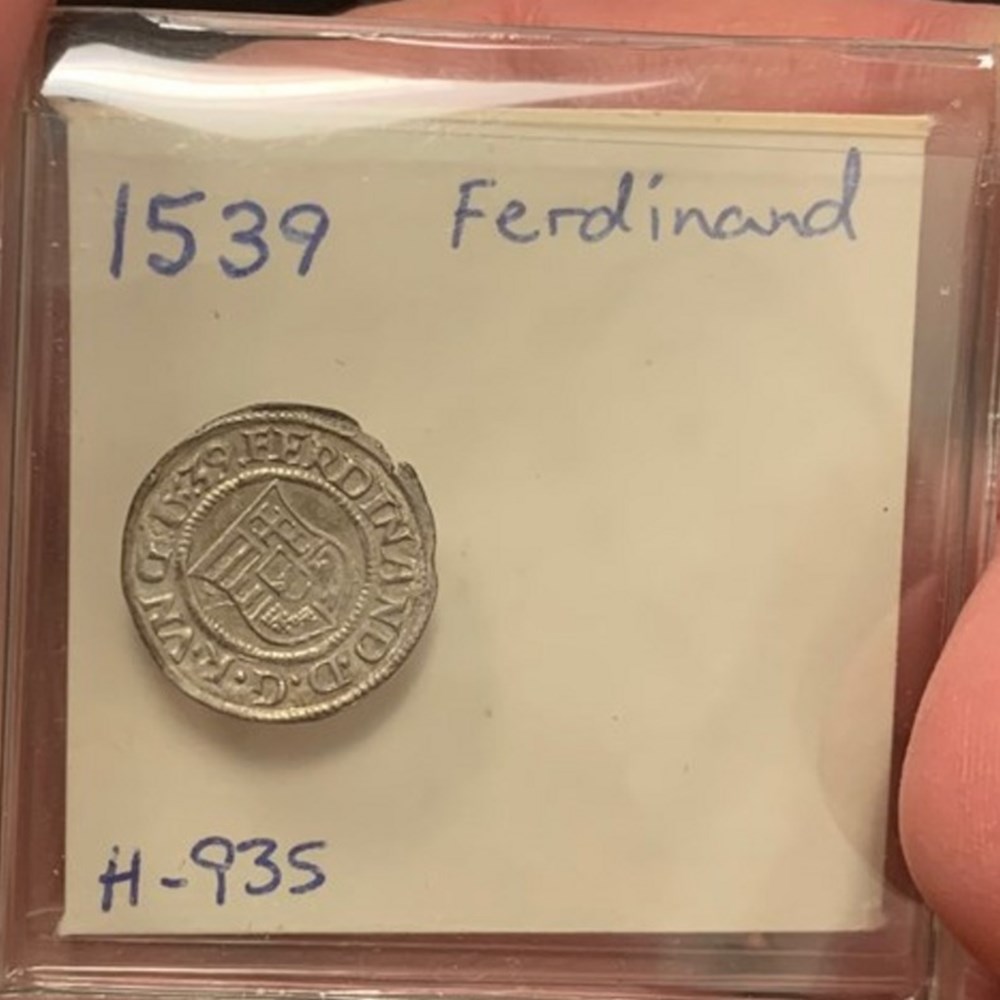 1539 Ferdinand
1539·FERDINAND·D·G·R·VNG
H-935